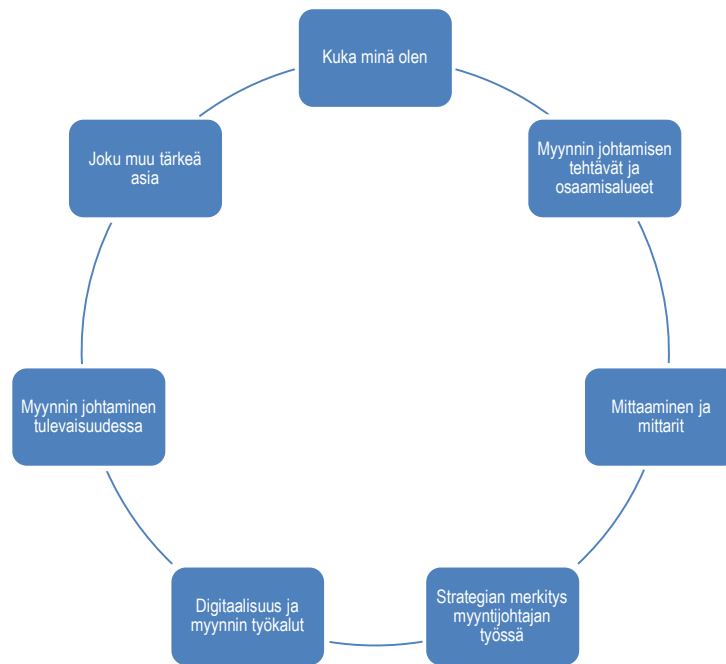 Kuka minä olen
Myynnin johtamisen
tehtävät ja
osaamisalueet
Mittaaminen ja
mittarit
Strategian merkitys
myyntijohtajan
työssä
Digitaalisuus ja
myynnin työkalut
Myynnin johtaminen
tulevaisuudessa
Joku muu tärkeä
asia